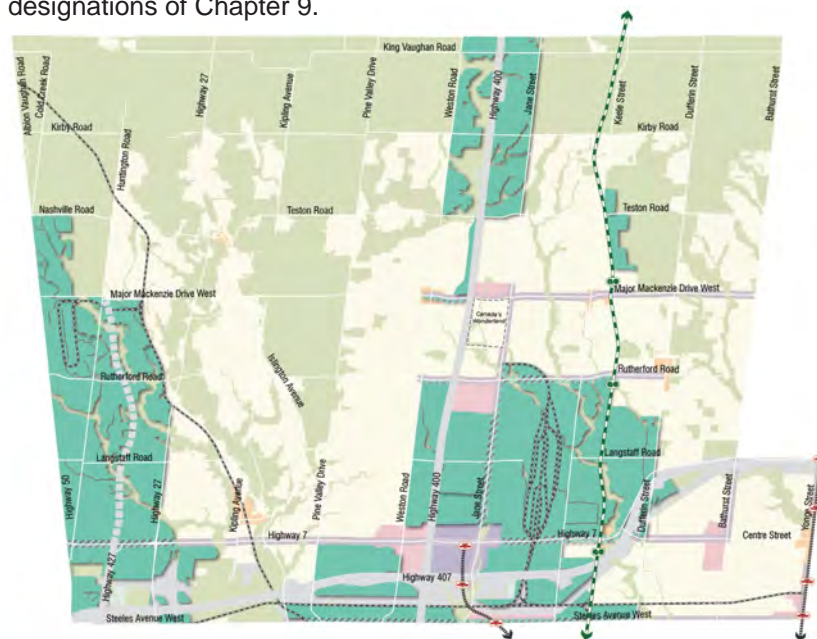 designations of Chapter 9.
King Vaughan Road
Albion Vaughan Road
Cold Creek Road
Highway 27
Kipling Avenue
Pine Valley Drive
Weston Road
Highway 400
Jane Street
Keele Street
Dufferin Street
Bathurst Street
Kirby Road
Kirby Road
Huntington Road
Nashville Road
Teston Road
Teston Road
Major Mackenzie Drive West
Major Mackenzie Drive West
Canada's
Wonderland
Islington Avenue
Rutherford Road
Rutherford Road
Langstaff Road
Langstaff Road
Highway 50
Highway 27
Kipling Avenue
Pine Valley Drive
Weston Road
Highway 400
Jane Street
Dufferin Street
Bathurst Street
Yonge Street
Highway 7
Highway 7
Centre Street
Highway 427
Highway 407
Steeles Avenue West
Steeles Avenue West